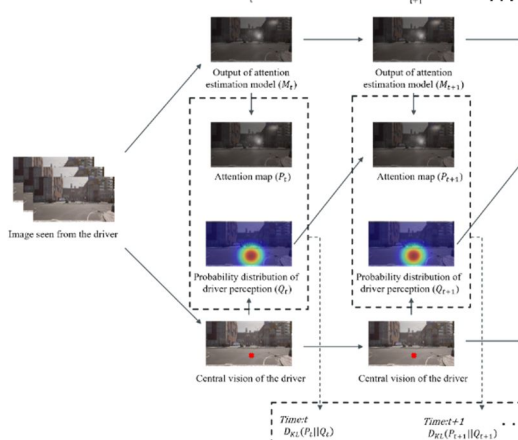 t+1
...
Output of attention
estimation model (M_t)
Output of attention
estimation model (M_{t+1})
Attention map (P_t)
Attention map (P_{t+1})
Image seen from the driver
Probability distribution of
driver perception (Q_t)
Probability distribution of
driver perception (Q_{t+1})
Central vision of the driver
Central vision of the driver
Time:t
D_{KL}(P_t||Q_t)
Time:t+1
D_{KL}(P_{t+1}||Q_{t+1})